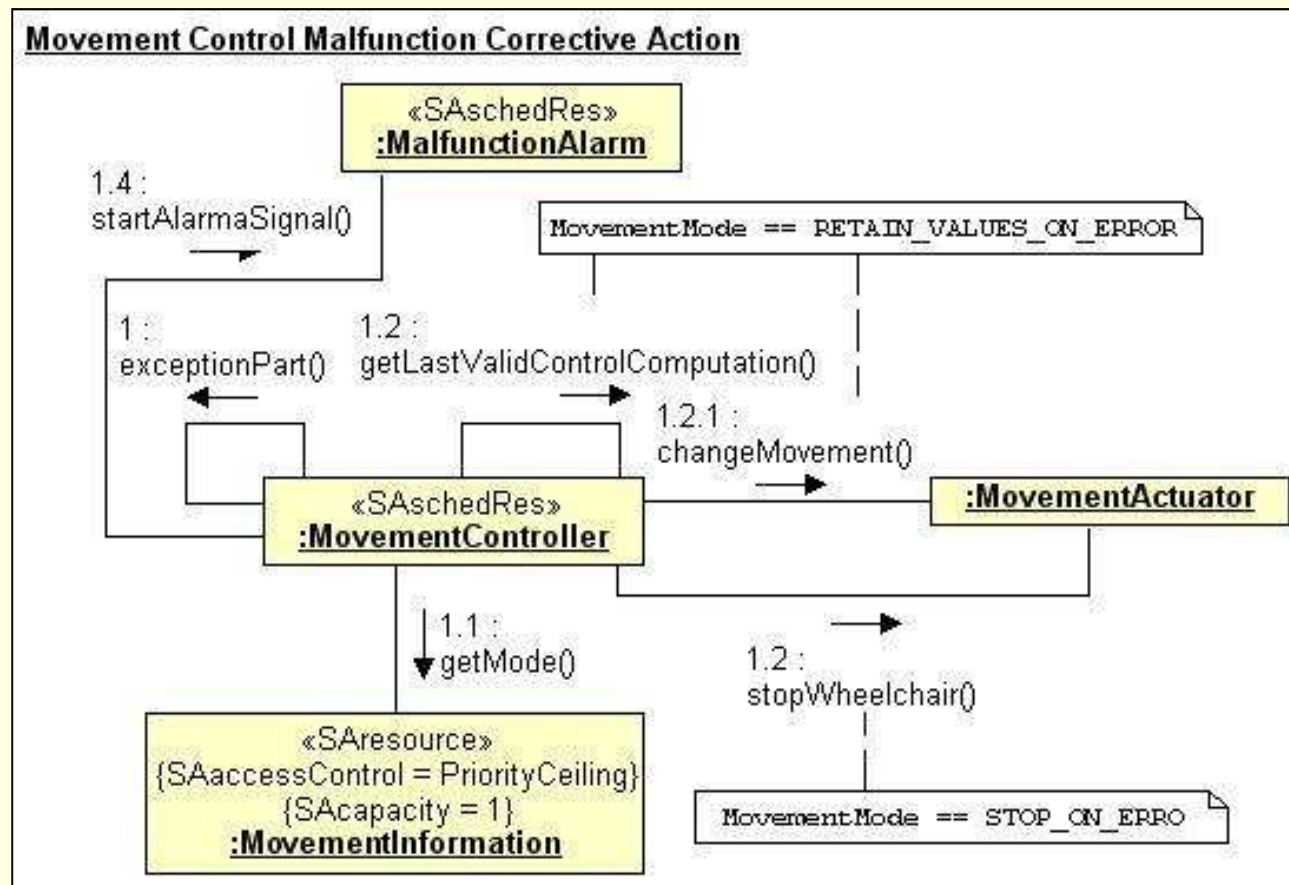 Movement Control Malfunction Corrective Action
«SAschedRes»
:MalfunctionAlarm
1.4 :
startAlarmaSignal()
MovementMode == RETAIN_VALUES_ON_ERROR
1 :
exceptionPart()
1.2 :
getLastValidControlComputation()
1.2.1 :
changeMovement()
«SAschedRes»
:MovementController
:MovementActuator
1.1 :
getMode()
1.2 :
stopWheelchair()
«SAresource»
{SAaccessControl = PriorityCeiling}
{SAcapacity = 1}
:MovementInformation
MovementMode == STOP_ON_ERRO